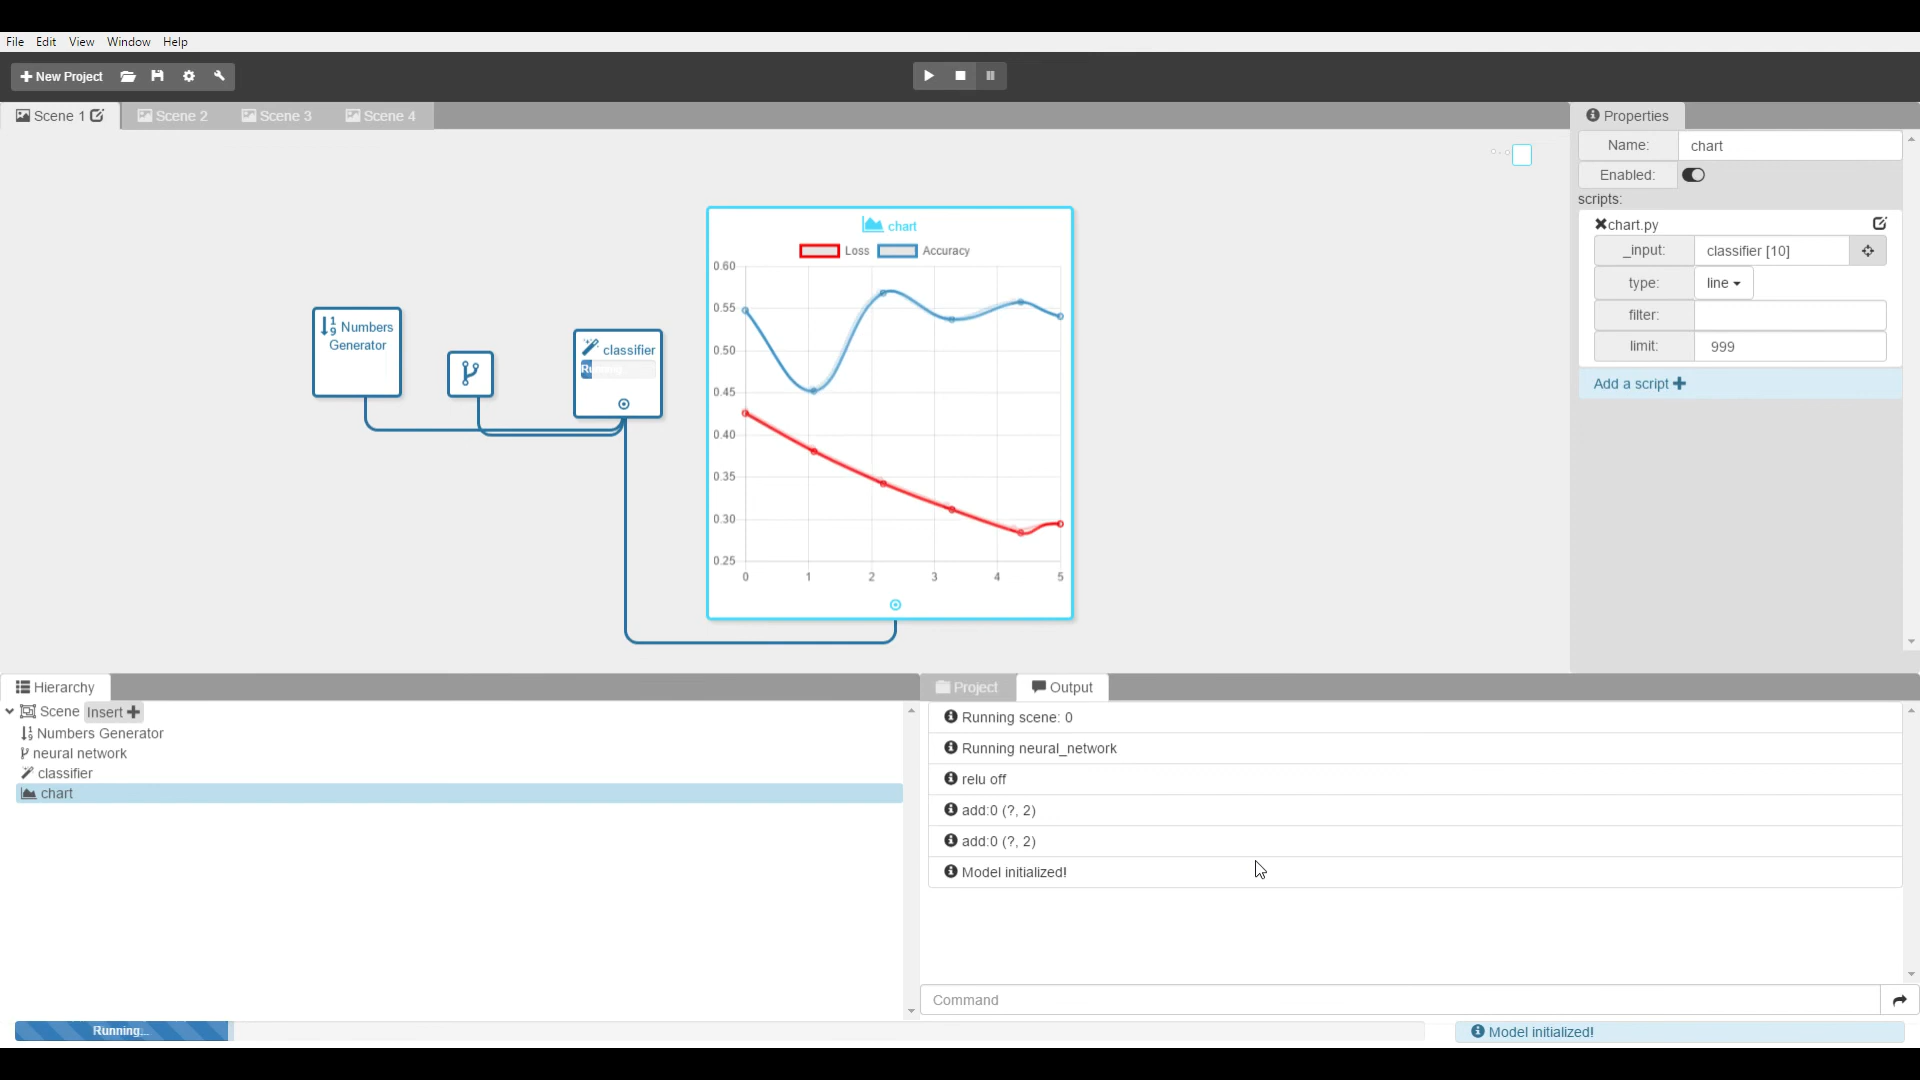 File Edit View Window Help
New Project
Scene 1 Scene 2 Scene 3 Scene 4
Properties
Name: chart
Enabled:
scripts:
chart.py
_input: classifier [10]
type: line
filter:
limit: 999
Add a script
Numbers
Generator
classifier
Running
chart
Loss Accuracy
0.60
0.55
0.50
0.45
0.40
0.35
0.30
0.25
0 1 2 3 4 5
Hierarchy
Scene Insert
Numbers Generator
neural network
classifier
chart
Project Output
Running scene: 0
Running neural_network
relu off
add:0 (?, 2)
add:0 (?, 2)
Model initialized!
Command
Running...
Model initialized!